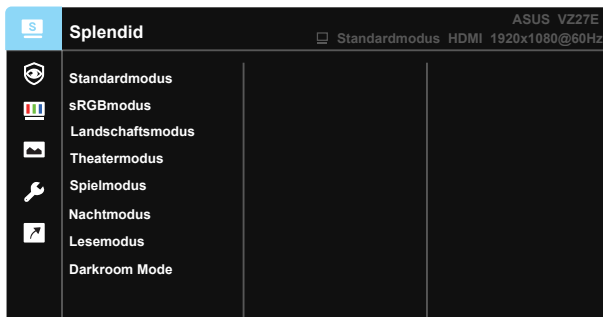 S
Splendid
ASUS VZ27E
Standardmodus HDMI 1920x1080@60Hz
Standardmodus
sRGBmodus
Landschaftsmodus
Theatermodus
Spielmodus
Nachtmodus
Lesemodus
Darkroom Mode